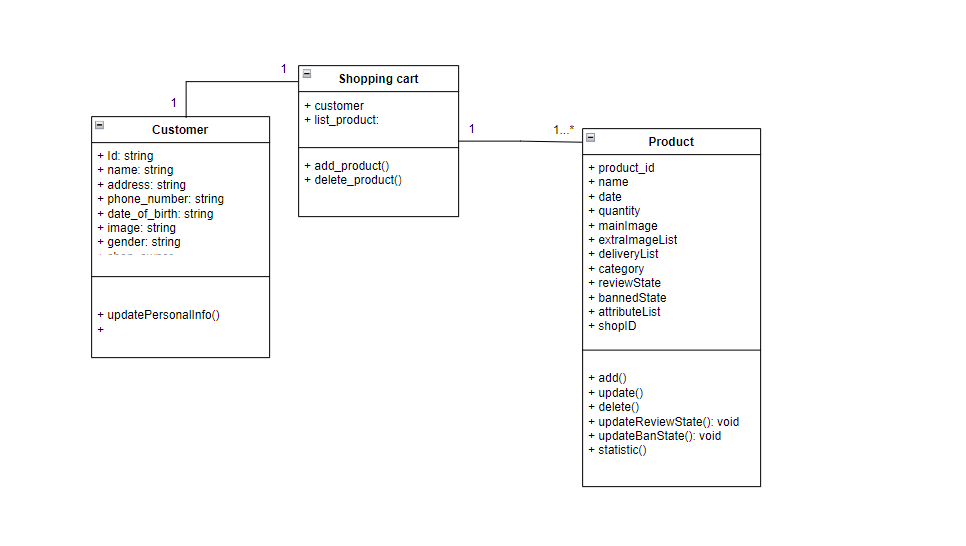 1
1
Shopping cart
+ customer
+ list_product:
+ add_product()
+ delete_product()
1
1...*
Customer
+ Id: string
+ name: string
+ address: string
+ phone_number: string
+ date_of_birth: string
+ image: string
+ gender: string
+ updatePersonalInfo()
+
Product
+ product_id
+ name
+ date
+ quantity
+ mainImage
+ extraImageList
+ deliveryList
+ category
+ reviewState
+ bannedState
+ attributeList
+ shopID
+ add()
+ update()
+ delete()
+ updateReviewState(): void
+ updateBanState(): void
+ statistic()